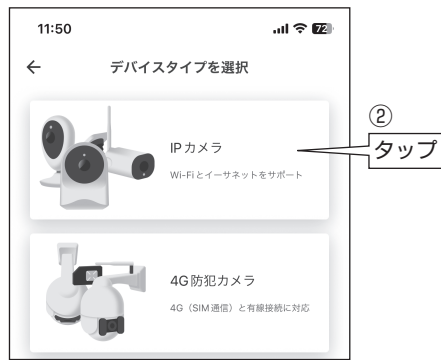 11:50
72
デバイスタイプを選択
IPカメラ
Wi-Fiとイーサネットをサポート
②
タップ
4G防犯カメラ
4G（SIM通信）と有線接続に対応